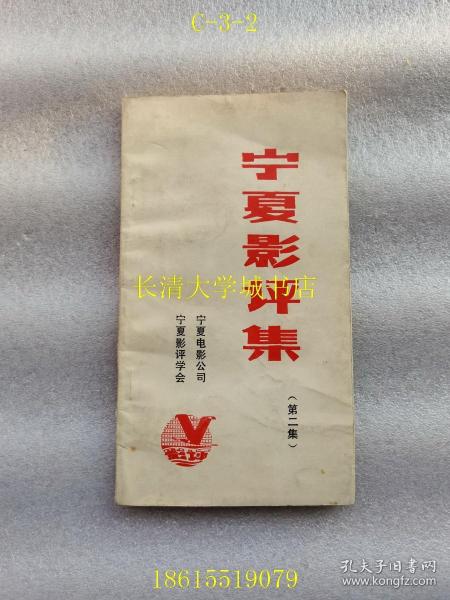 C-3-2
宁夏影评集
长清大学城书店
宁夏电影公司
宁夏影评学会
（第二集）
影评
18615519079
孔夫子旧书网
www.kongfz.com